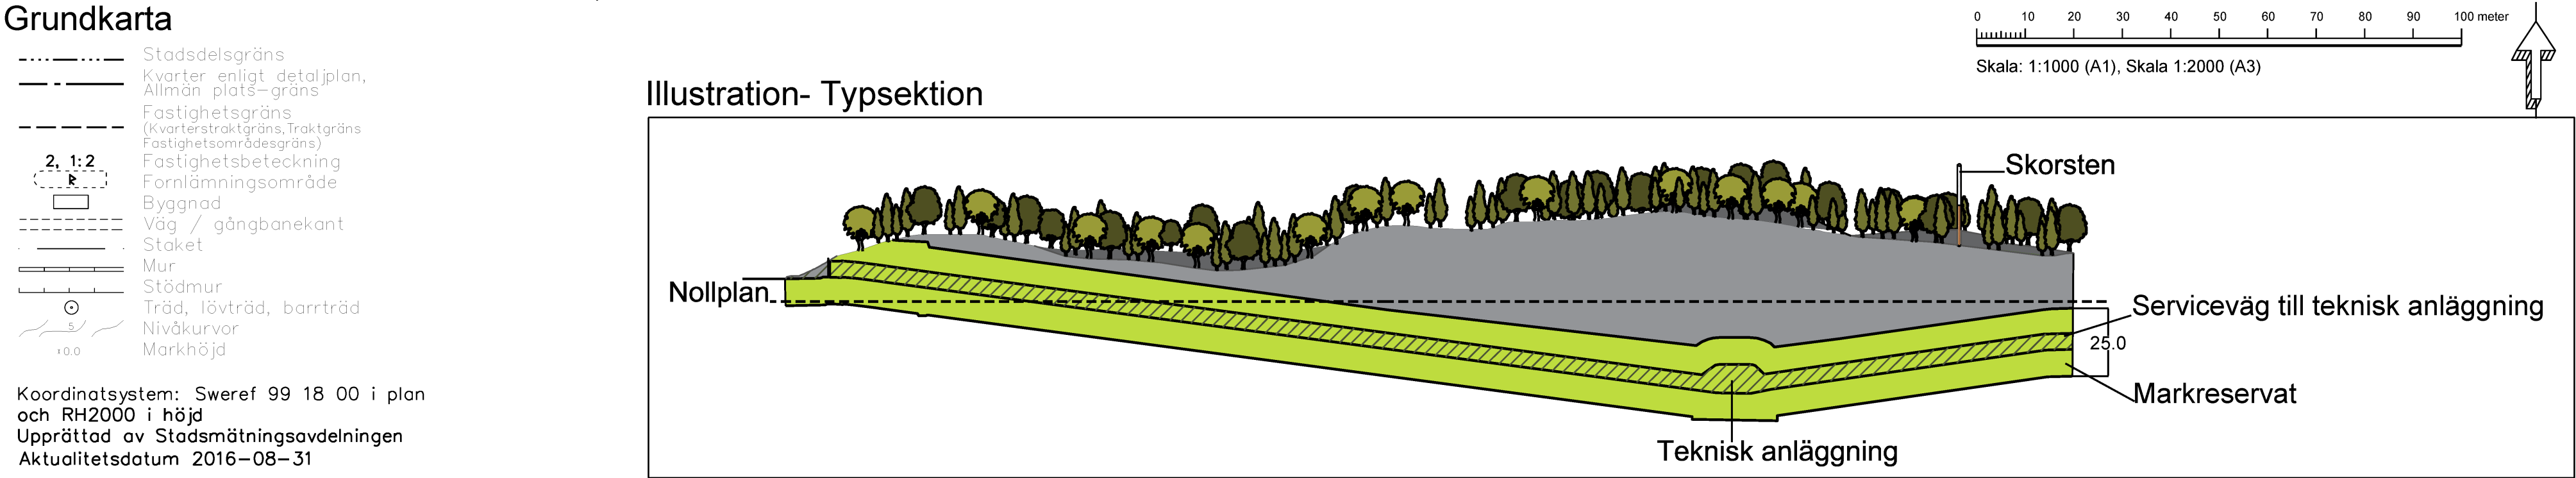 Grundkarta
Stadsdelsgräns
Kvarter enligt detaljplan,
Allmän plats-gräns
Fastighetsgräns
(Kvarterstraktgräns,Traktgräns
Fastighetsområdesgräns)
2, 1:2 Fastighetsbeteckning
R Fornlämningsområde
Byggnad
Väg / gångbanekant
Staket
Mur
Stödmur
Träd, lövträd, barrträd
5 Nivåkurvor
0.0 Markhöjd
Koordinatsystem: Sweref 99 18 00 i plan
och RH2000 i höjd
Upprättad av Stadsmätningsavdelningen
Aktualitetsdatum 2016-08-31
0 10 20 30 40 50 60 70 80 90 100 meter
Skala: 1:1000 (A1), Skala 1:2000 (A3)
Illustration- Typsektion
Skorsten
Nollplan
Serviceväg till teknisk anläggning
25.0
Markreservat
Teknisk anläggning